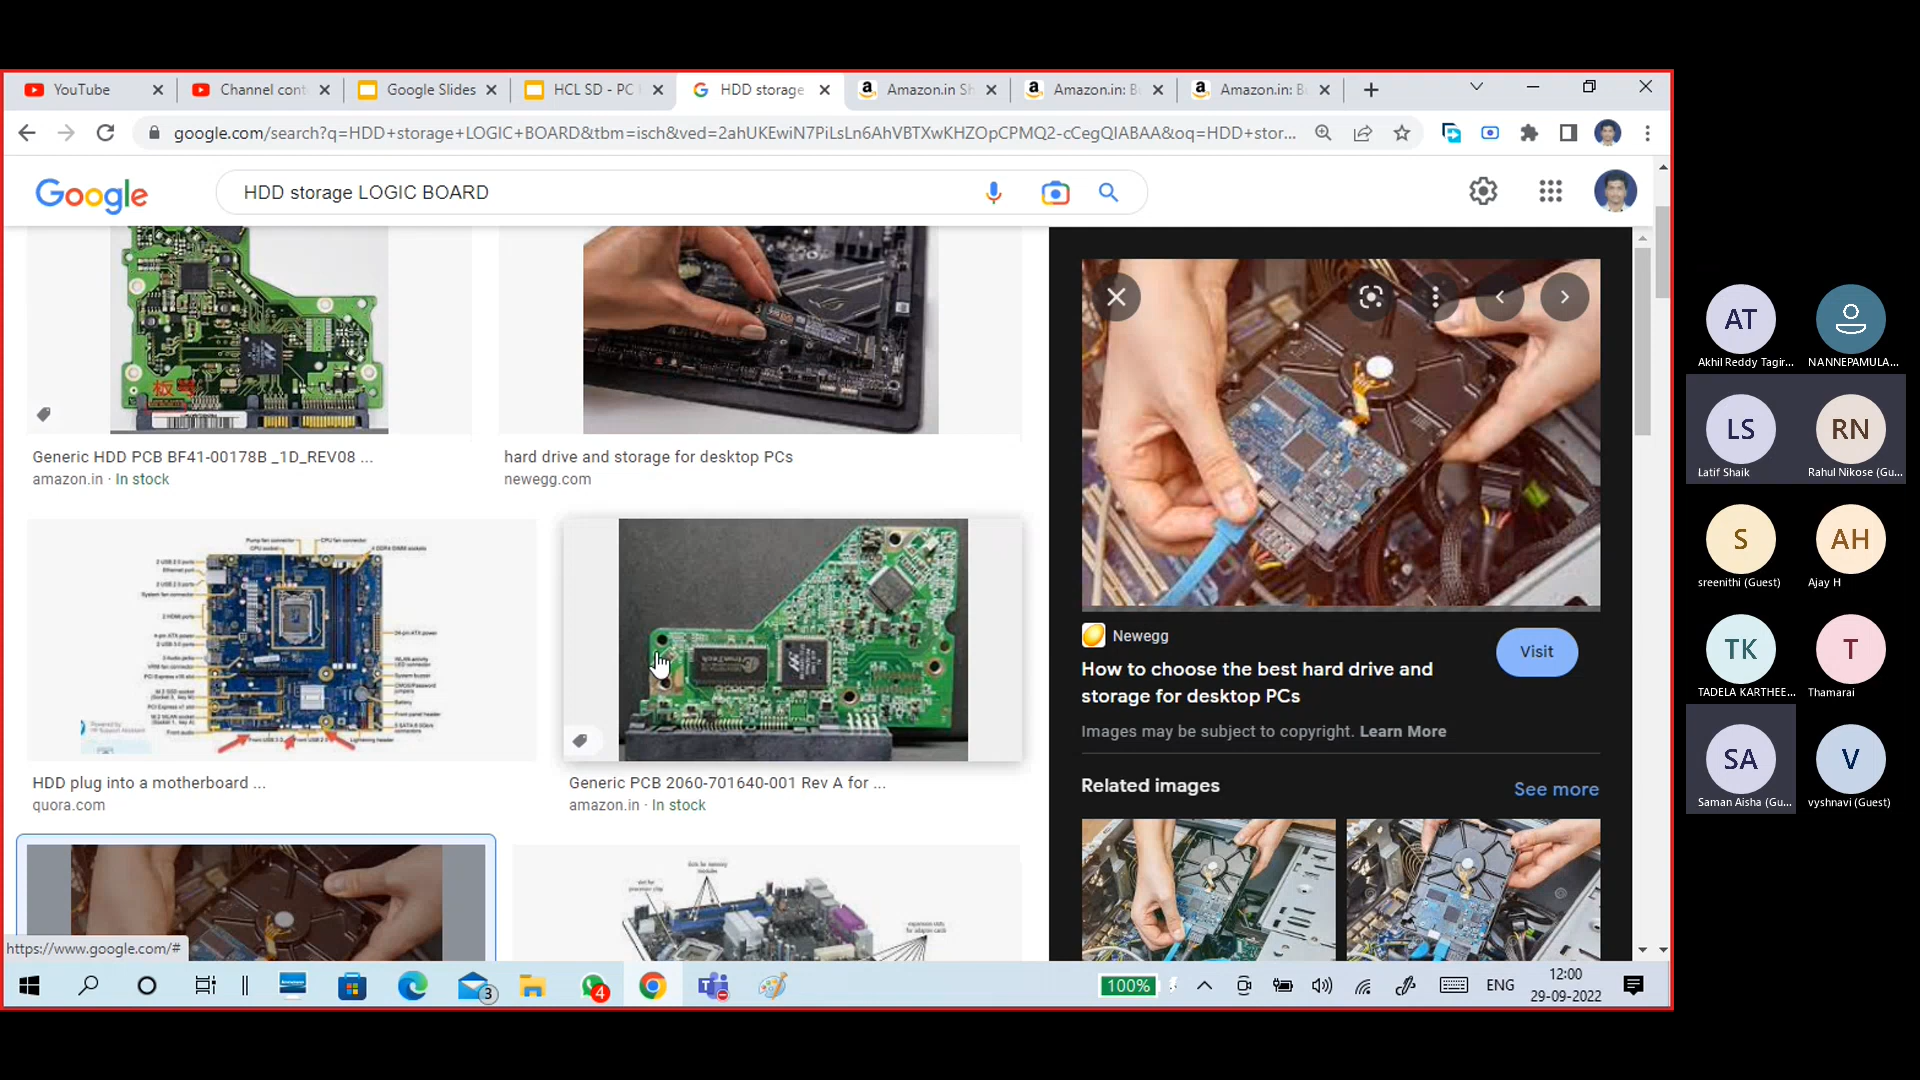 YouTube
Channel cont
Google Slides
HCL SD - PC
HDD storage
Amazon.in Sh
Amazon.in: B
Amazon.in: B
google.com/search?q=HDD+storage+LOGIC+BOARD&tbm=isch&ved=2ahUKEwiN7PiLsLn6AhVBTXwKHZOpCPMQ2-cCegQIABAA&oq=HDD+stor...
Google
HDD storage LOGIC BOARD
板号
Generic HDD PCB BF41-00178B _1D_REV08 ...
amazon.in · In stock
hard drive and storage for desktop PCs
newegg.com
HDD plug into a motherboard ...
quora.com
Generic PCB 2060-701640-001 Rev A for ...
amazon.in · In stock
Newegg
Visit
How to choose the best hard drive and
storage for desktop PCs
Images may be subject to copyright. Learn More
Related images
See more
https://www.google.com/#
3
4
100%
ENG
12:00
29-09-2022
AT
Akhil Reddy Tagir...
NANNEPAMULA...
LS
Latif Shaik
RN
Rahul Nikose (Gu...
S
sreenithi (Guest)
AH
Ajay H
TK
TADELA KARTHEE...
T
Thamarai
SA
Saman Aisha (Gu...
V
vyshnavi (Guest)